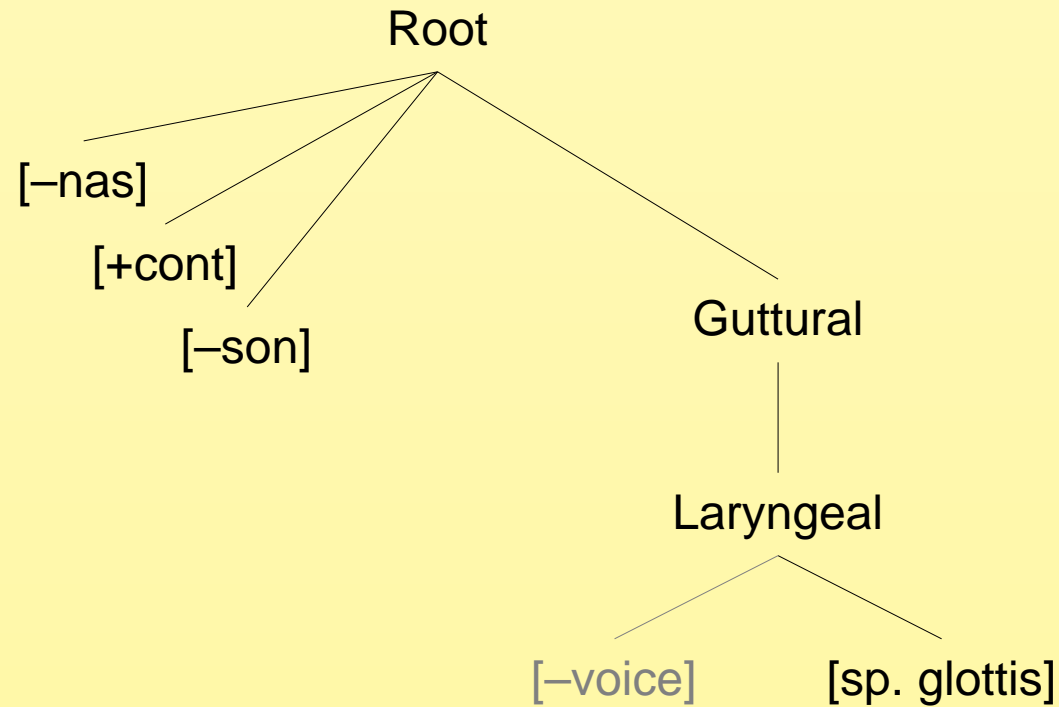 Root
[–nas]
[+cont]
[–son]
Guttural
Laryngeal
[–voice] [sp. glottis]